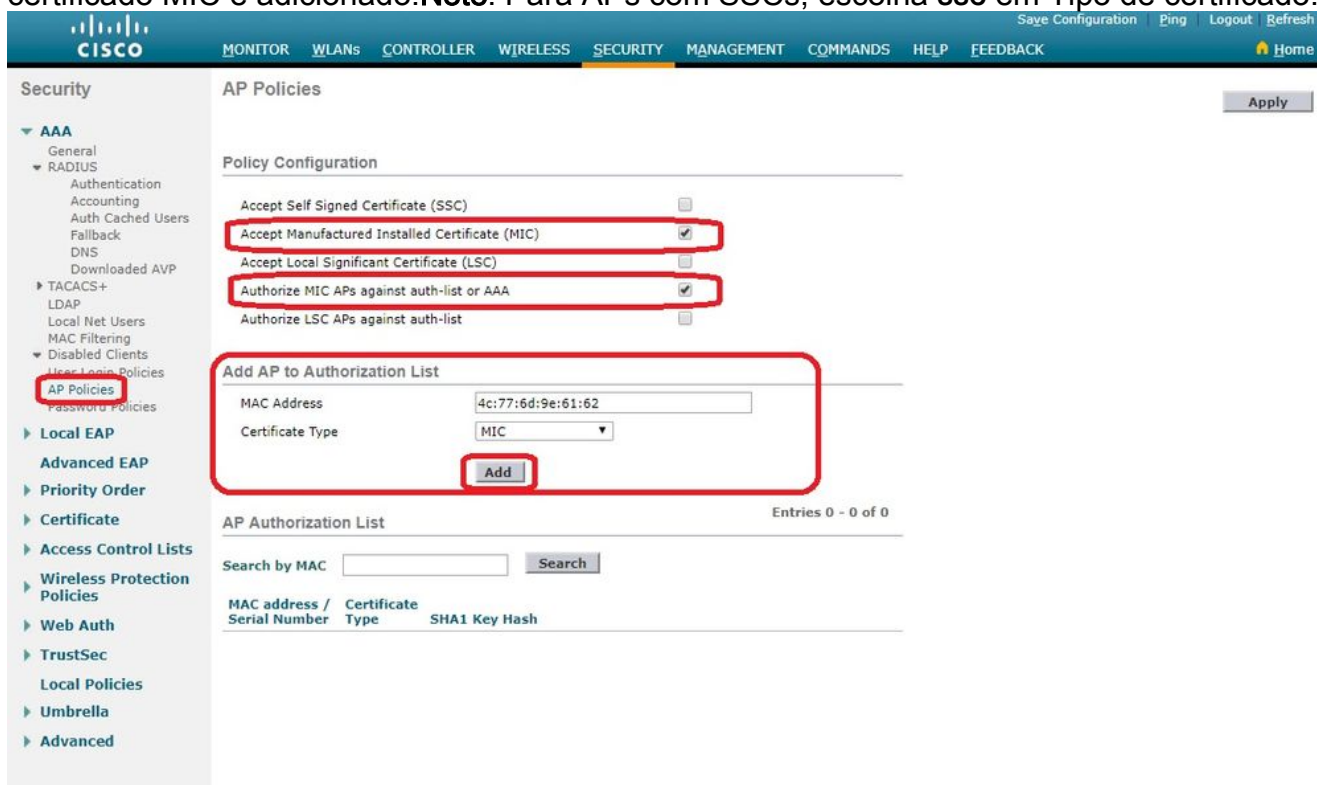 certificado MIC é adicionado.Note: Para APs com SSCs, escolha ssc em Tipo de certificado.
Save Configuration | Ping | Logout | Refresh
CISCO
MONITOR WLANs CONTROLLER WIRELESS SECURITY MANAGEMENT COMMANDS HELP FEEDBACK
Home
Security
AAA
General
RADIUS
Authentication
Accounting
Auth Cached Users
Fallback
DNS
Downloaded AVP
TACACS+
LDAP
Local Net Users
MAC Filtering
Disabled Clients
User Login Policies
AP Policies
Password Policies
Local EAP
Advanced EAP
Priority Order
Certificate
Access Control Lists
Wireless Protection
Policies
Web Auth
TrustSec
Local Policies
Umbrella
Advanced
AP Policies
Apply
Policy Configuration
Accept Self Signed Certificate (SSC)
Accept Manufactured Installed Certificate (MIC)
Accept Local Significant Certificate (LSC)
Authorize MIC APs against auth-list or AAA
Authorize LSC APs against auth-list
Add AP to Authorization List
MAC Address 4c:77:6d:9e:61:62
Certificate Type MIC
Add
AP Authorization List
Entries 0 - 0 of 0
Search by MAC Search
MAC address / Certificate
Serial Number Type SHA1 Key Hash